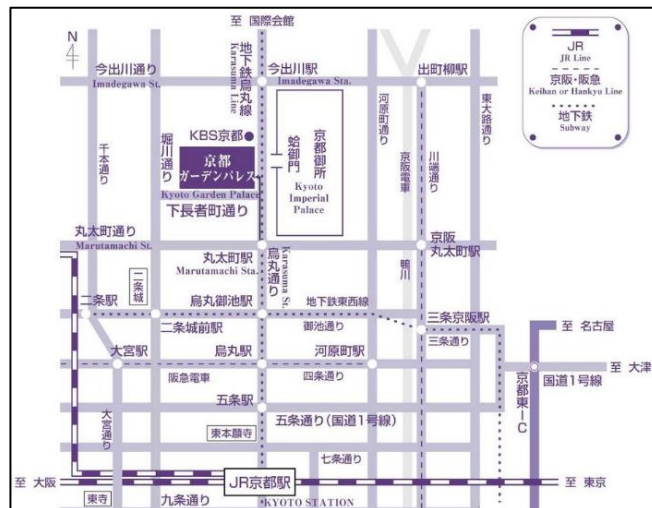 至 国際会館
N
地下鉄烏丸線
Karasuma Line
今出川通り
Imadegawa St.
今出川駅
Imadegawa Sta.
出町柳駅
JR
JR Line
京阪・阪急
Keihan or Hankyu Line
地下鉄
Subway
千本通り
堀川通り
KBS京都
京都
ガーデンパレス
Kyoto Garden Palace
下長者町通り
蛤御門
京都御所
Kyoto
Imperial
Palace
河原町通り
京阪電車
川端通り
東大路通り
丸太町通り
Marutamachi St.
丸太町駅
Marutamachi Sta.
烏丸通り
Karasuma St.
京阪
丸太町駅
鴨川
二条城
二条駅
二条城前駅
烏丸御池駅
地下鉄東西線
御池通り
三条京阪駅
三条通り
至 名古屋
大宮駅
烏丸駅
河原町駅
阪急電車
四条通り
至 大津
国道1号線
京都東IC
五条駅
五条通り(国道1号線)
大宮通り
東本願寺
七条通り
至 大阪
JR京都駅
至 東京
東寺
九条通り
KYOTO STATION